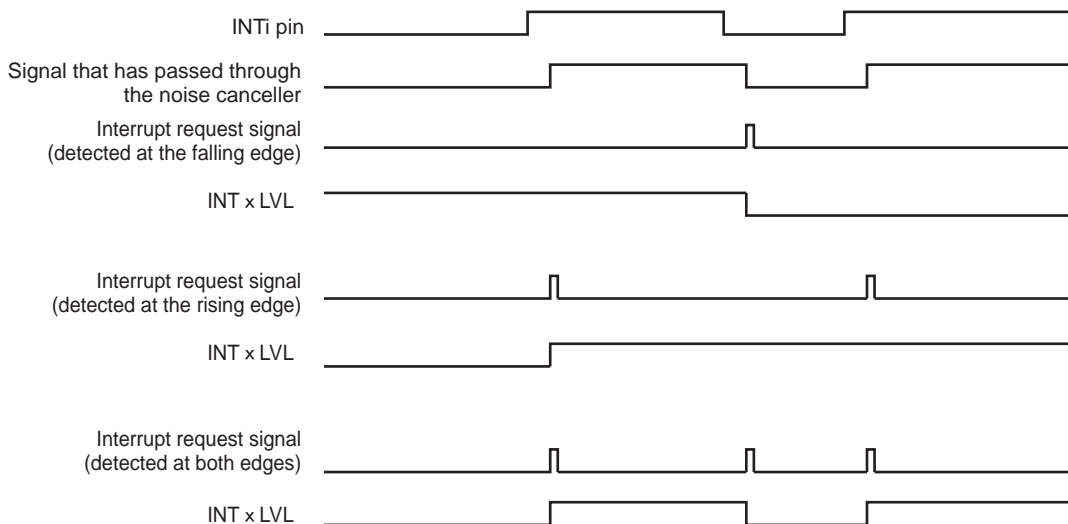 INTi pin
Signal that has passed through
the noise canceller
Interrupt request signal
(detected at the falling edge)
INT x LVL
Interrupt request signal
(detected at the rising edge)
INT x LVL
Interrupt request signal
(detected at both edges)
INT x LVL